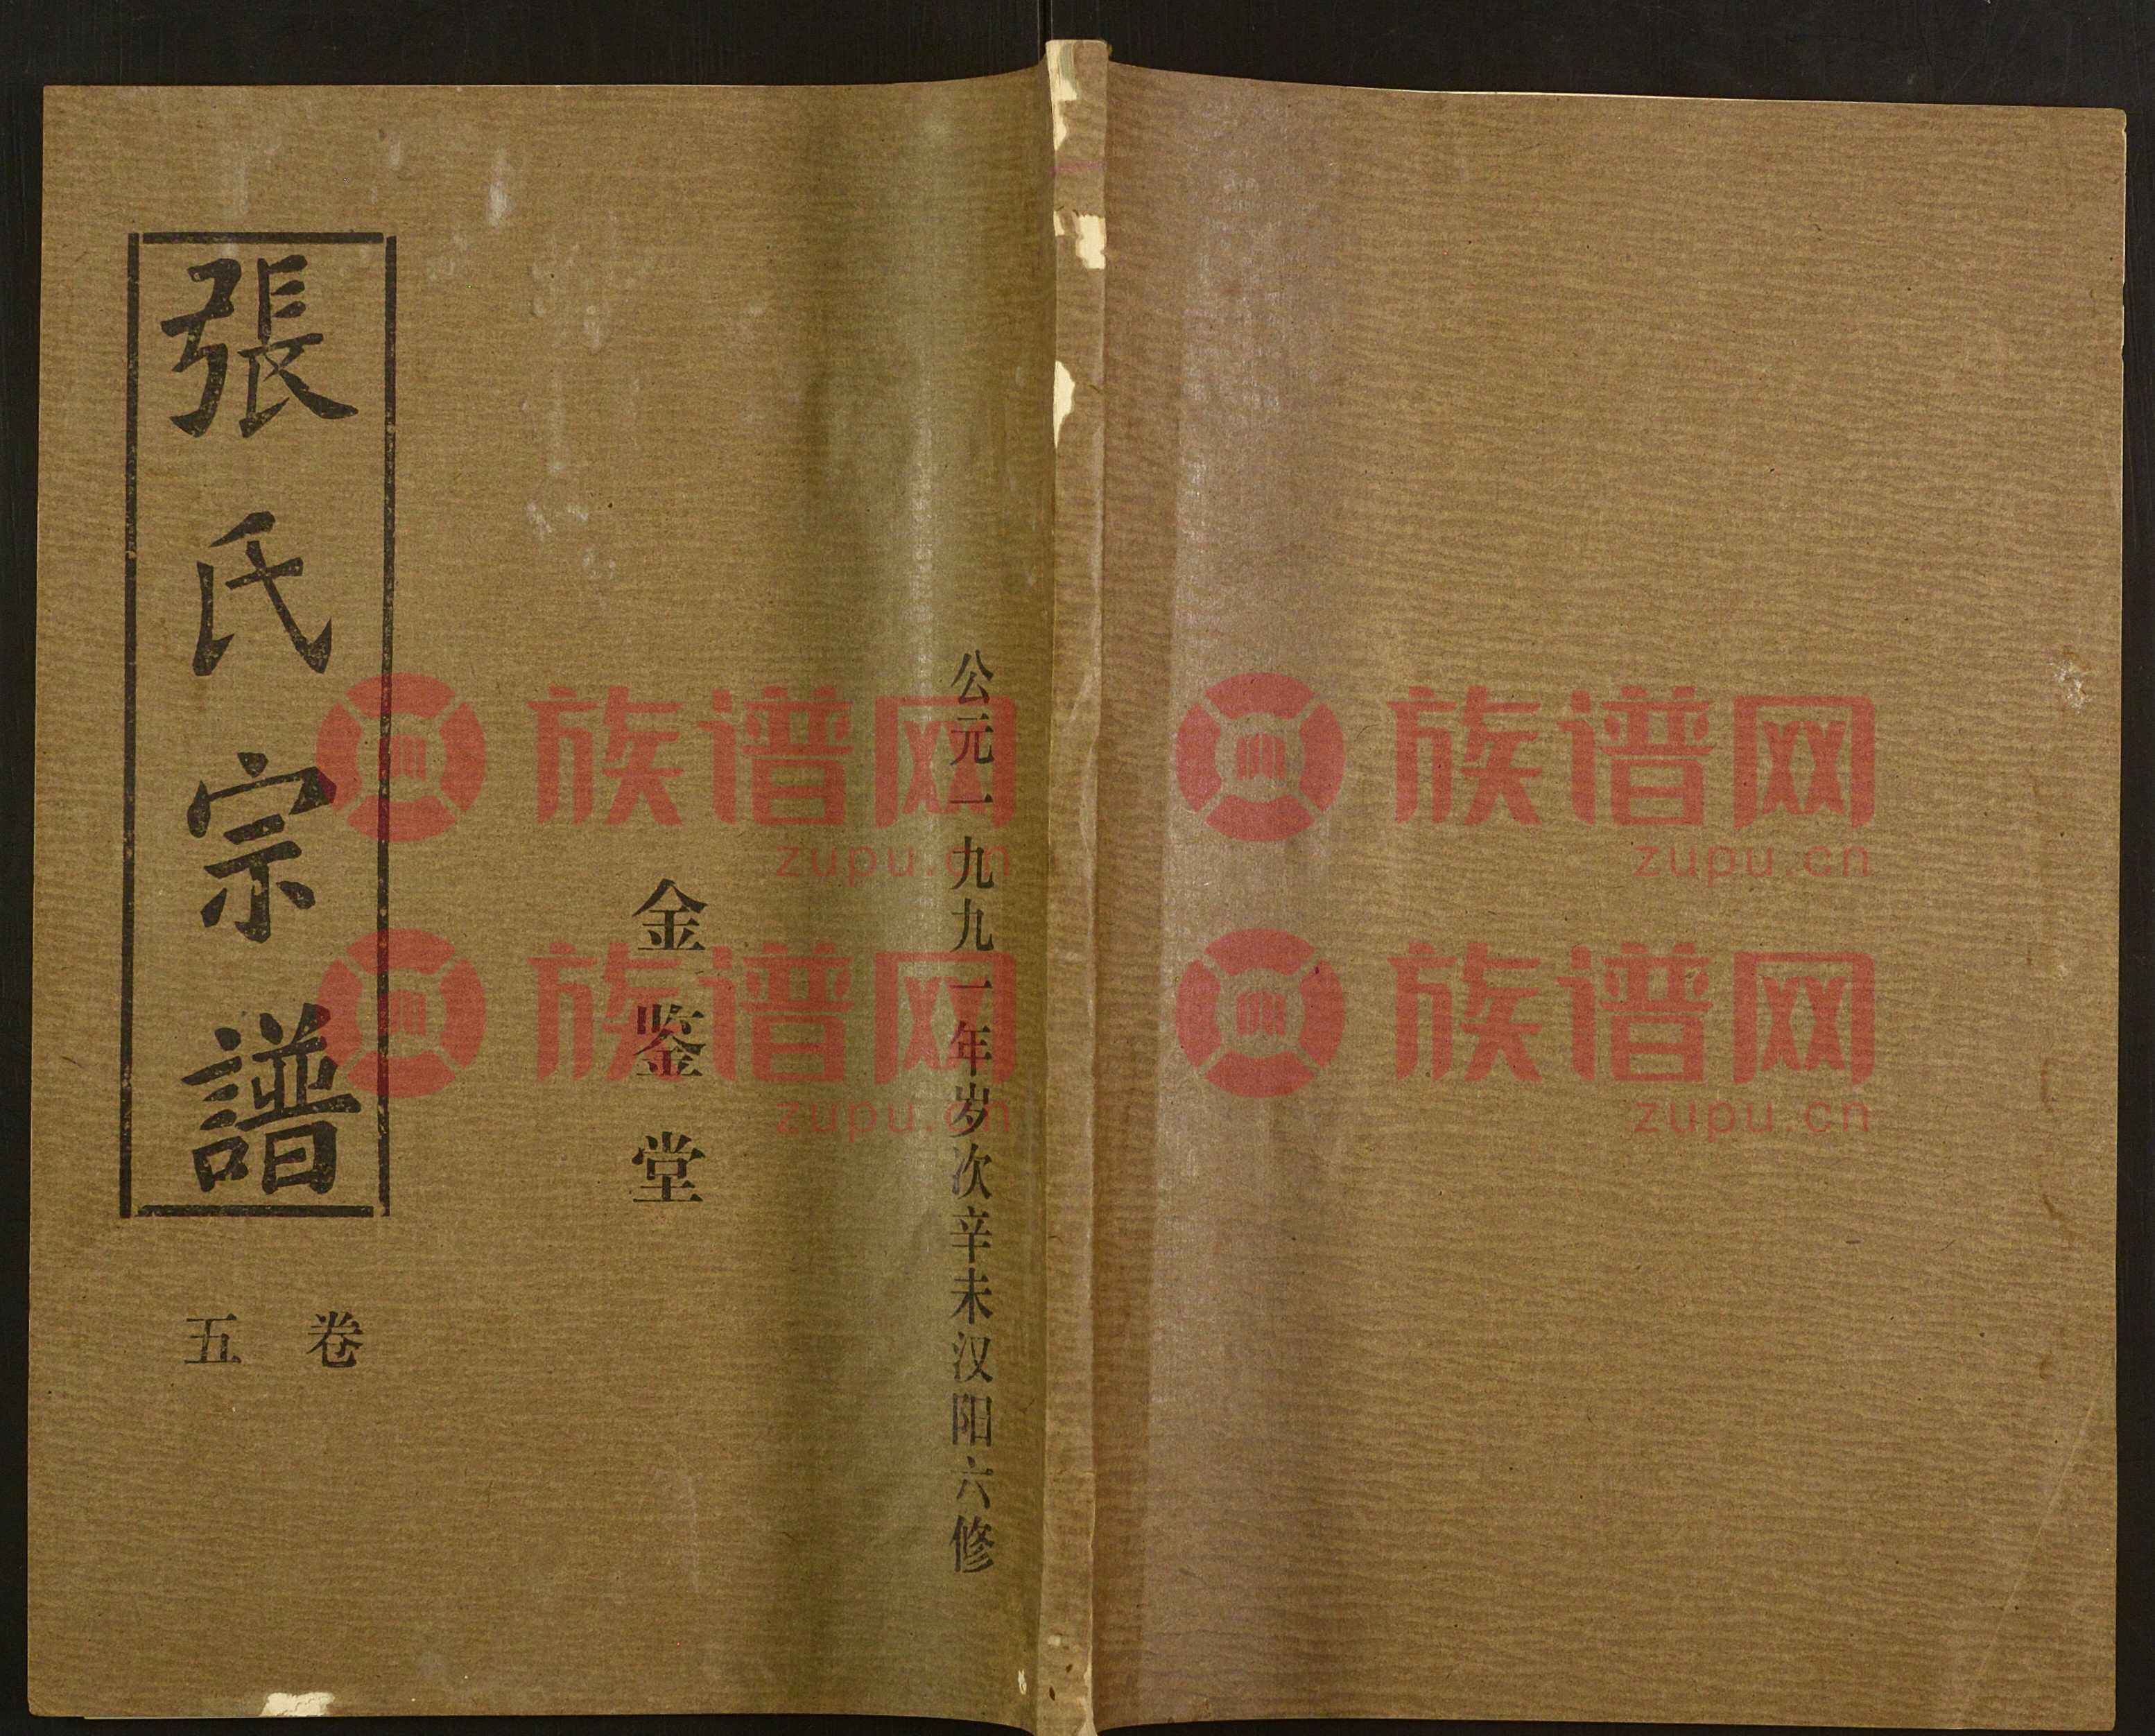 公元一九九一年岁次辛未汉阳六修
金鉴堂
張氏宗譜
卷五
族谱网
zupu.cn
族谱网
zupu.cn
族谱网
zupu.cn
族谱网
zupu.cn